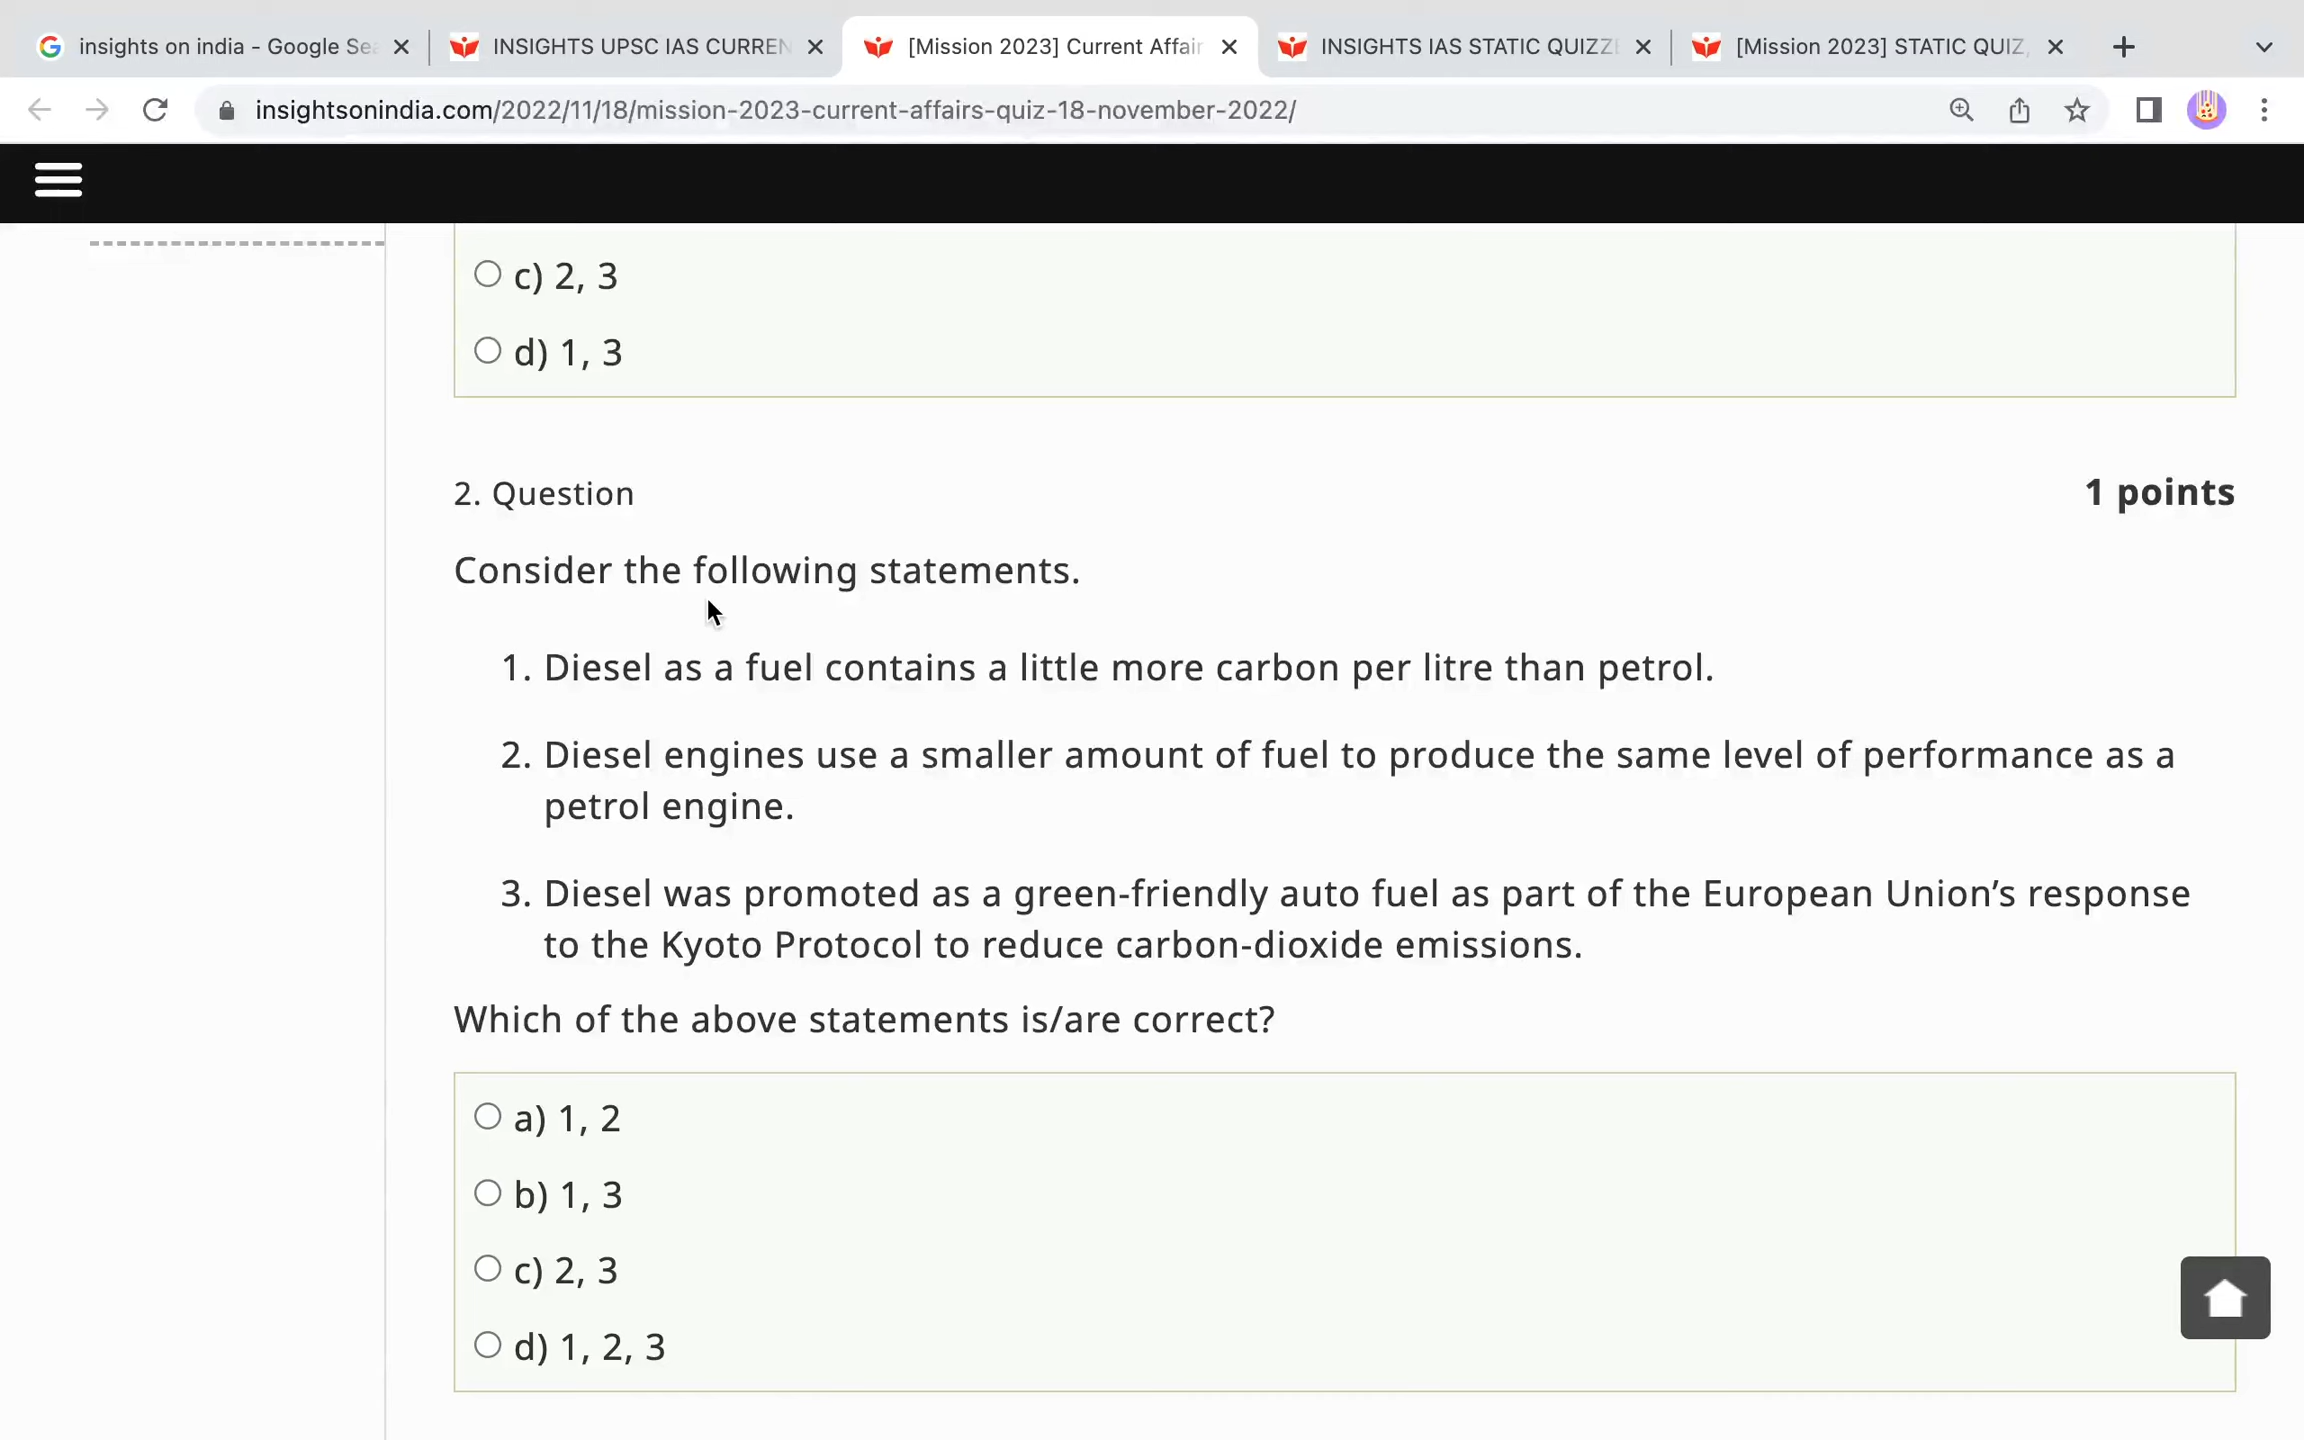 insights on india - Google Sea
INSIGHTS UPSC IAS CURREN
[Mission 2023] Current Affair
INSIGHTS IAS STATIC QUIZZE
[Mission 2023] STATIC QUIZ,
insightsonindia.com/2022/11/18/mission-2023-current-affairs-quiz-18-november-2022/
c) 2, 3
d) 1, 3
2. Question
1 points
Consider the following statements.
1. Diesel as a fuel contains a little more carbon per litre than petrol.
2. Diesel engines use a smaller amount of fuel to produce the same level of performance as a
petrol engine.
3. Diesel was promoted as a green-friendly auto fuel as part of the European Union’s response
to the Kyoto Protocol to reduce carbon-dioxide emissions.
Which of the above statements is/are correct?
a) 1, 2
b) 1, 3
c) 2, 3
d) 1, 2, 3